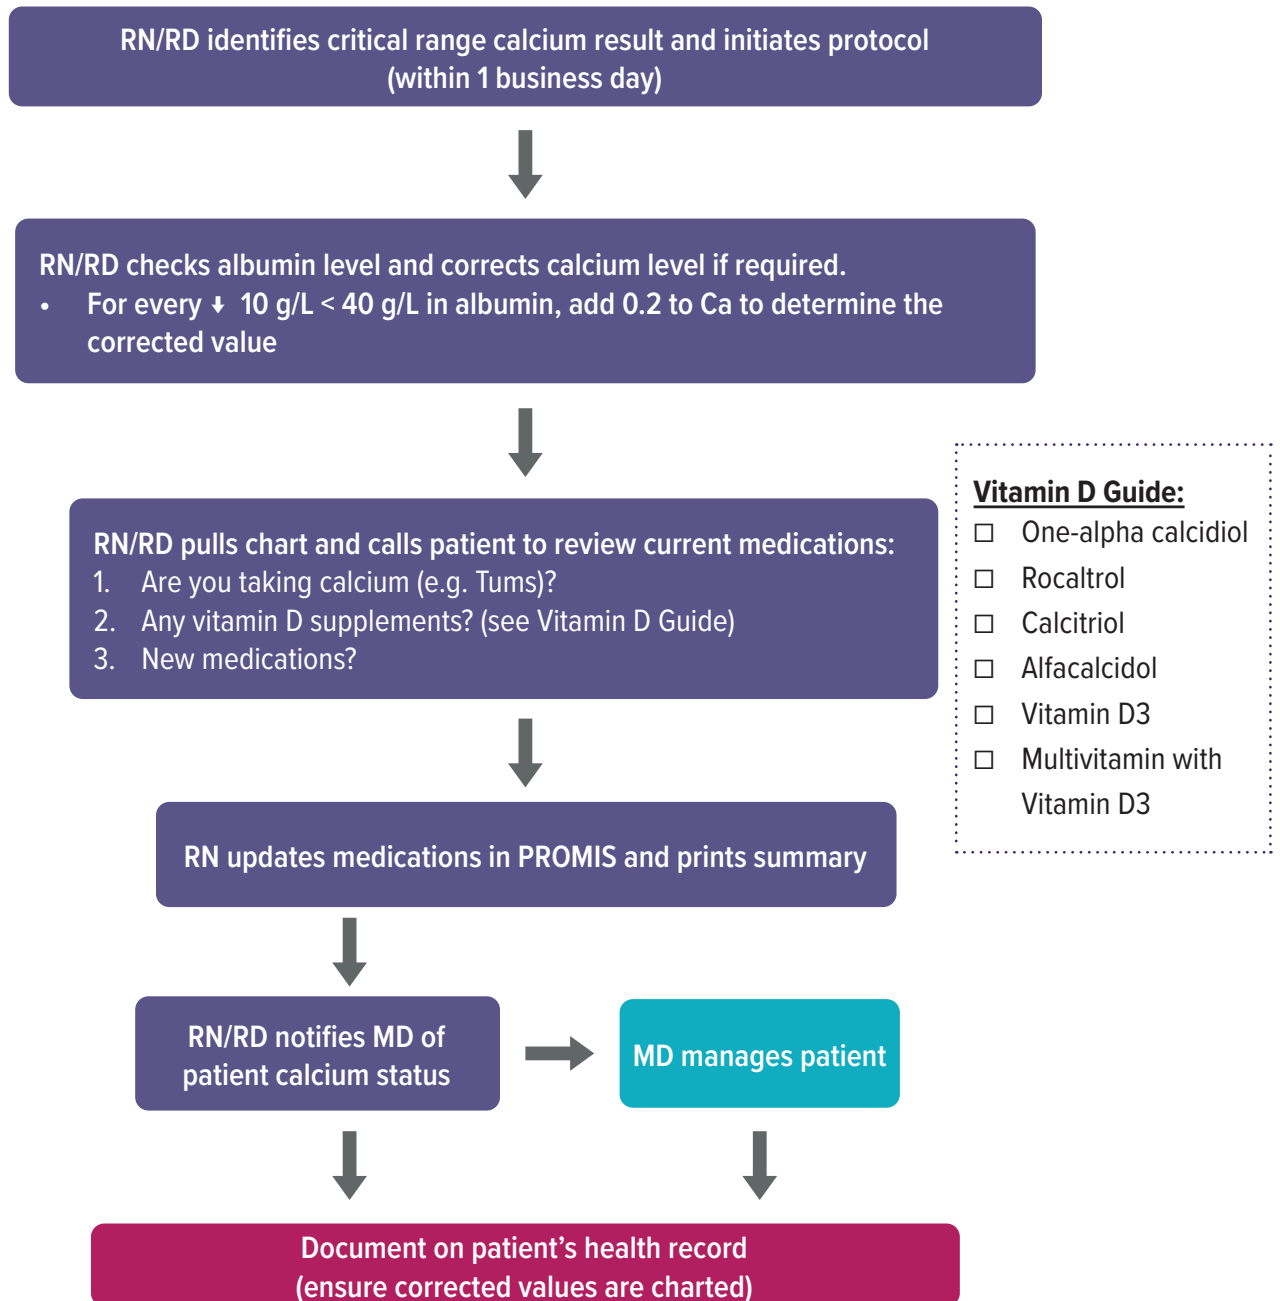 RN/RD identifies critical range calcium result and initiates protocol
(within 1 business day)
RN/RD checks albumin level and corrects calcium level if required.
• For every ↓ 10 g/L < 40 g/L in albumin, add 0.2 to Ca to determine the
corrected value
RN/RD pulls chart and calls patient to review current medications:
1. Are you taking calcium (e.g. Tums)?
2. Any vitamin D supplements? (see Vitamin D Guide)
3. New medications?
Vitamin D Guide:
☐ One-alpha calcidiol
☐ Rocaltrol
☐ Calcitriol
☐ Alfacalcidol
☐ Vitamin D3
☐ Multivitamin with
Vitamin D3
RN updates medications in PROMIS and prints summary
RN/RD notifies MD of
patient calcium status
MD manages patient
Document on patient’s health record
(ensure corrected values are charted)